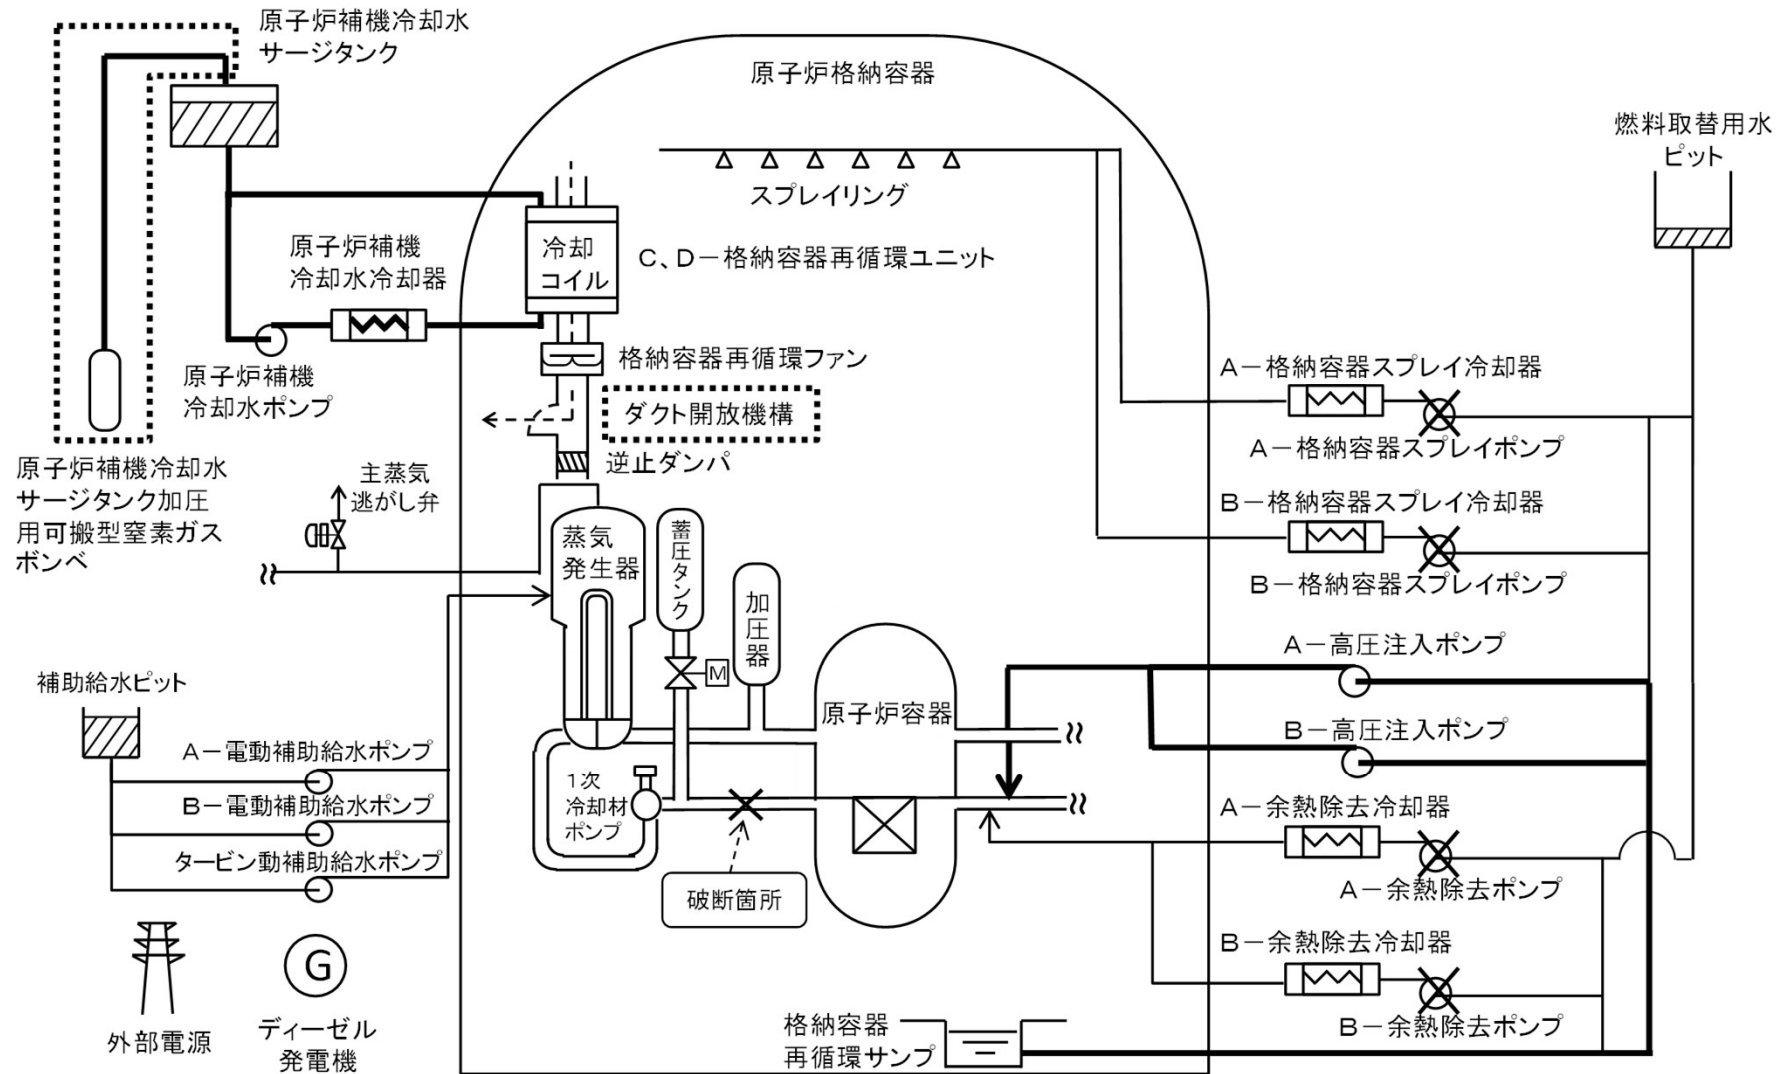 原子炉補機冷却水
サージタンク
原子炉格納容器
燃料取替用水
ピット
スプレイリング
冷却
コイル
C、D－格納容器再循環ユニット
原子炉補機
冷却水冷却器
格納容器再循環ファン
原子炉補機
冷却水ポンプ
ダクト開放機構
逆止ダンパ
A－格納容器スプレイ冷却器
A－格納容器スプレイポンプ
原子炉補機冷却水
サージタンク加圧
用可搬型窒素ガス
ボンベ
主蒸気
逃がし弁
B－格納容器スプレイ冷却器
B－格納容器スプレイポンプ
蒸気
発生器
蓄圧タンク
加圧器
M
原子炉容器
A－高圧注入ポンプ
B－高圧注入ポンプ
補助給水ピット
A－電動補助給水ポンプ
B－電動補助給水ポンプ
タービン動補助給水ポンプ
1次
冷却材
ポンプ
破断箇所
A－余熱除去冷却器
A－余熱除去ポンプ
B－余熱除去冷却器
B－余熱除去ポンプ
外部電源
G
ディーゼル
発電機
格納容器
再循環サンプ